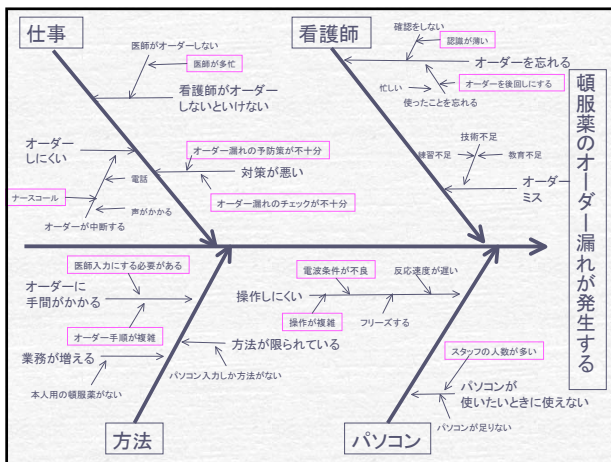 仕事
医師がオーダーしない
医師が多忙
看護師がオーダー
しないといけない
オーダー
しにくい
オーダー漏れの予防策が不十分
対策が悪い
オーダー漏れのチェックが不十分
電話
ナースコール
声がかかる
オーダーが中断する
看護師
確認をしない
認識が薄い
オーダーを忘れる
忙しい
オーダーを後回しにする
使ったことを忘れる
技術不足
練習不足
教育不足
オーダー
ミス
頓服薬のオーダー漏れが発生する
医師入力にする必要がある
オーダーに
手間がかかる
オーダー手順が複雑
業務が増える
本人用の頓服薬がない
方法が限られている
パソコン入力しか方法がない
方法
電波条件が不良
反応速度が遅い
操作しにくい
操作が複雑
フリーズする
スタッフの人数が多い
パソコンが
使いたいときに使えない
パソコンが足りない
パソコン